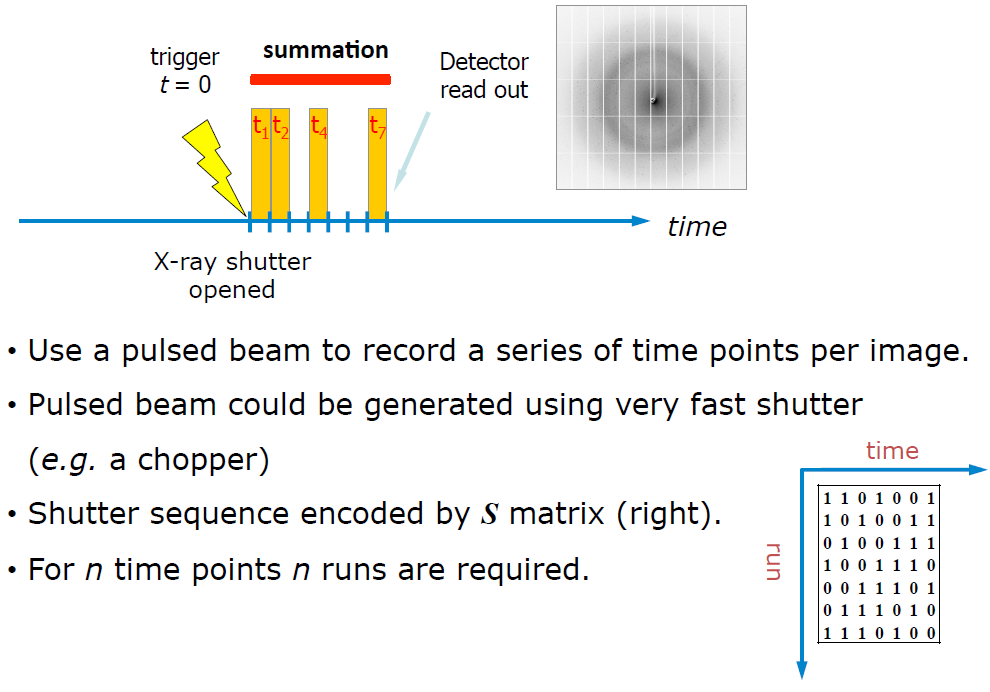 trigger
t = 0
summation
Detector
read out
t1 t2 t4 t7
time
X-ray shutter
opened
• Use a pulsed beam to record a series of time points per image.
• Pulsed beam could be generated using very fast shutter
(e.g. a chopper)
• Shutter sequence encoded by S matrix (right).
• For n time points n runs are required.
time
run
1 1 0 1 0 0 1
1 0 1 0 0 1 1
0 1 0 0 1 1 1
1 0 0 1 1 1 0
0 0 1 1 1 0 1
0 1 1 1 0 1 0
1 1 1 0 1 0 0